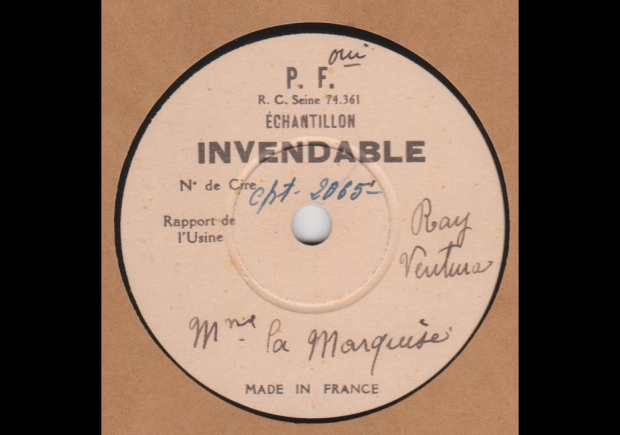 oui
P. F.
R. C. Seine 74.361
ÉCHANTILLON
INVENDABLE
N° de Cire cpt - 2065¹
Rapport de
l'Usine
Ray
Ventura
Mme la Marquise
MADE IN FRANCE